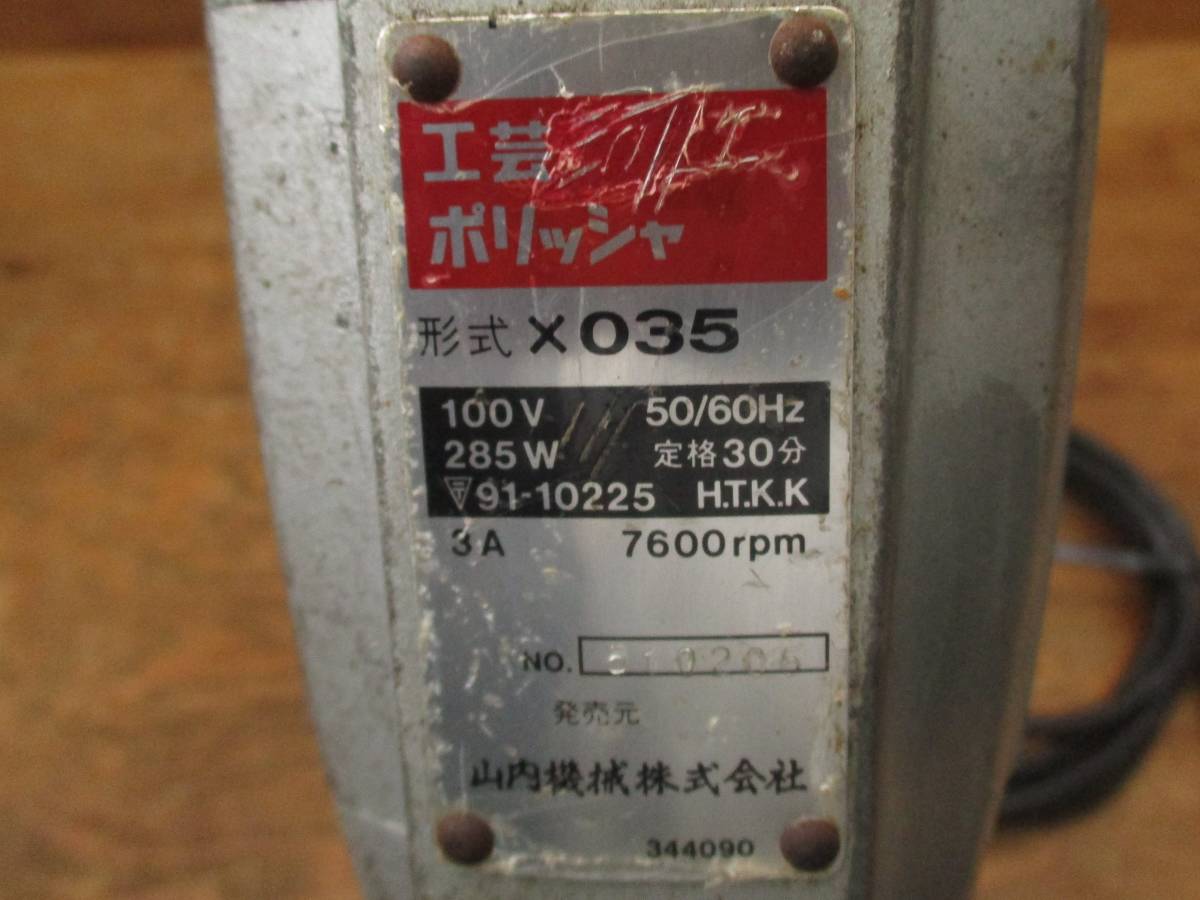 工芸
ポリッシャ
形式 X035
100V 50/60Hz
285W 定格30分
〒91-10225 H.T.K.K
3A 7600rpm
NO. 810206
発売元
山内機械株式会社
344090